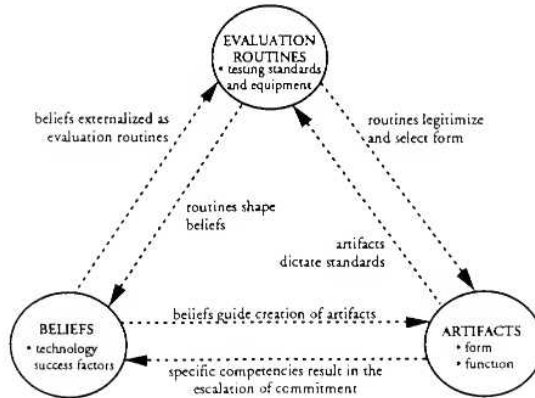 EVALUATION
ROUTINES
• testing standards
and equipment
beliefs externalized as
evaluation routines
routines legitimize
and select form
routines shape
beliefs
artifacts
dictate standards
BELIEFS
• technology
success factors
beliefs guide creation of artifacts
specific competencies result in the
escalation of commitment
ARTIFACTS
• form
• function